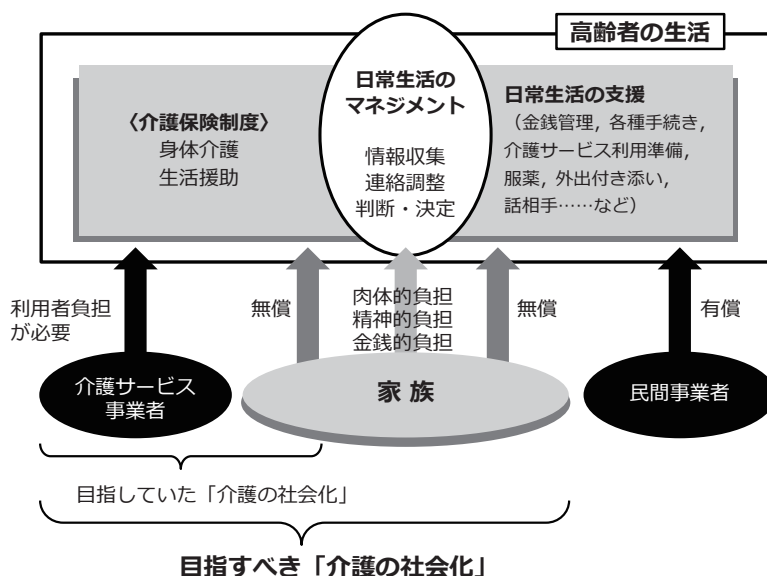 高齢者の生活
〈介護保険制度〉
身体介護
生活援助
日常生活の
マネジメント
情報収集
連絡調整
判断・決定
日常生活の支援
（金銭管理，各種手続き，
介護サービス利用準備，
服薬，外出付き添い，
話相手……など）
利用者負担
が必要
無償
肉体的負担
精神的負担
金銭的負担
無償
有償
介護サービス
事業者
家 族
民間事業者
目指していた「介護の社会化」
目指すべき「介護の社会化」